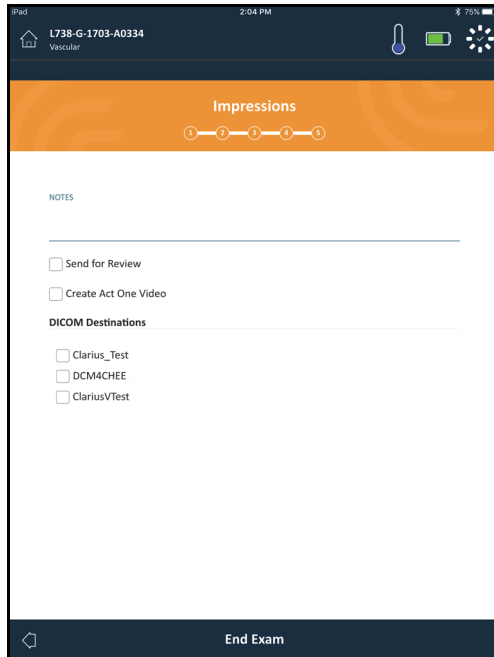 iPad 2:04 PM 75%
L738-G-1703-A0334
Vascular
Impressions
1 2 3 4 5
NOTES
Send for Review
Create Act One Video
DICOM Destinations
Clarius_Test
DCM4CHEE
ClariusVTest
End Exam